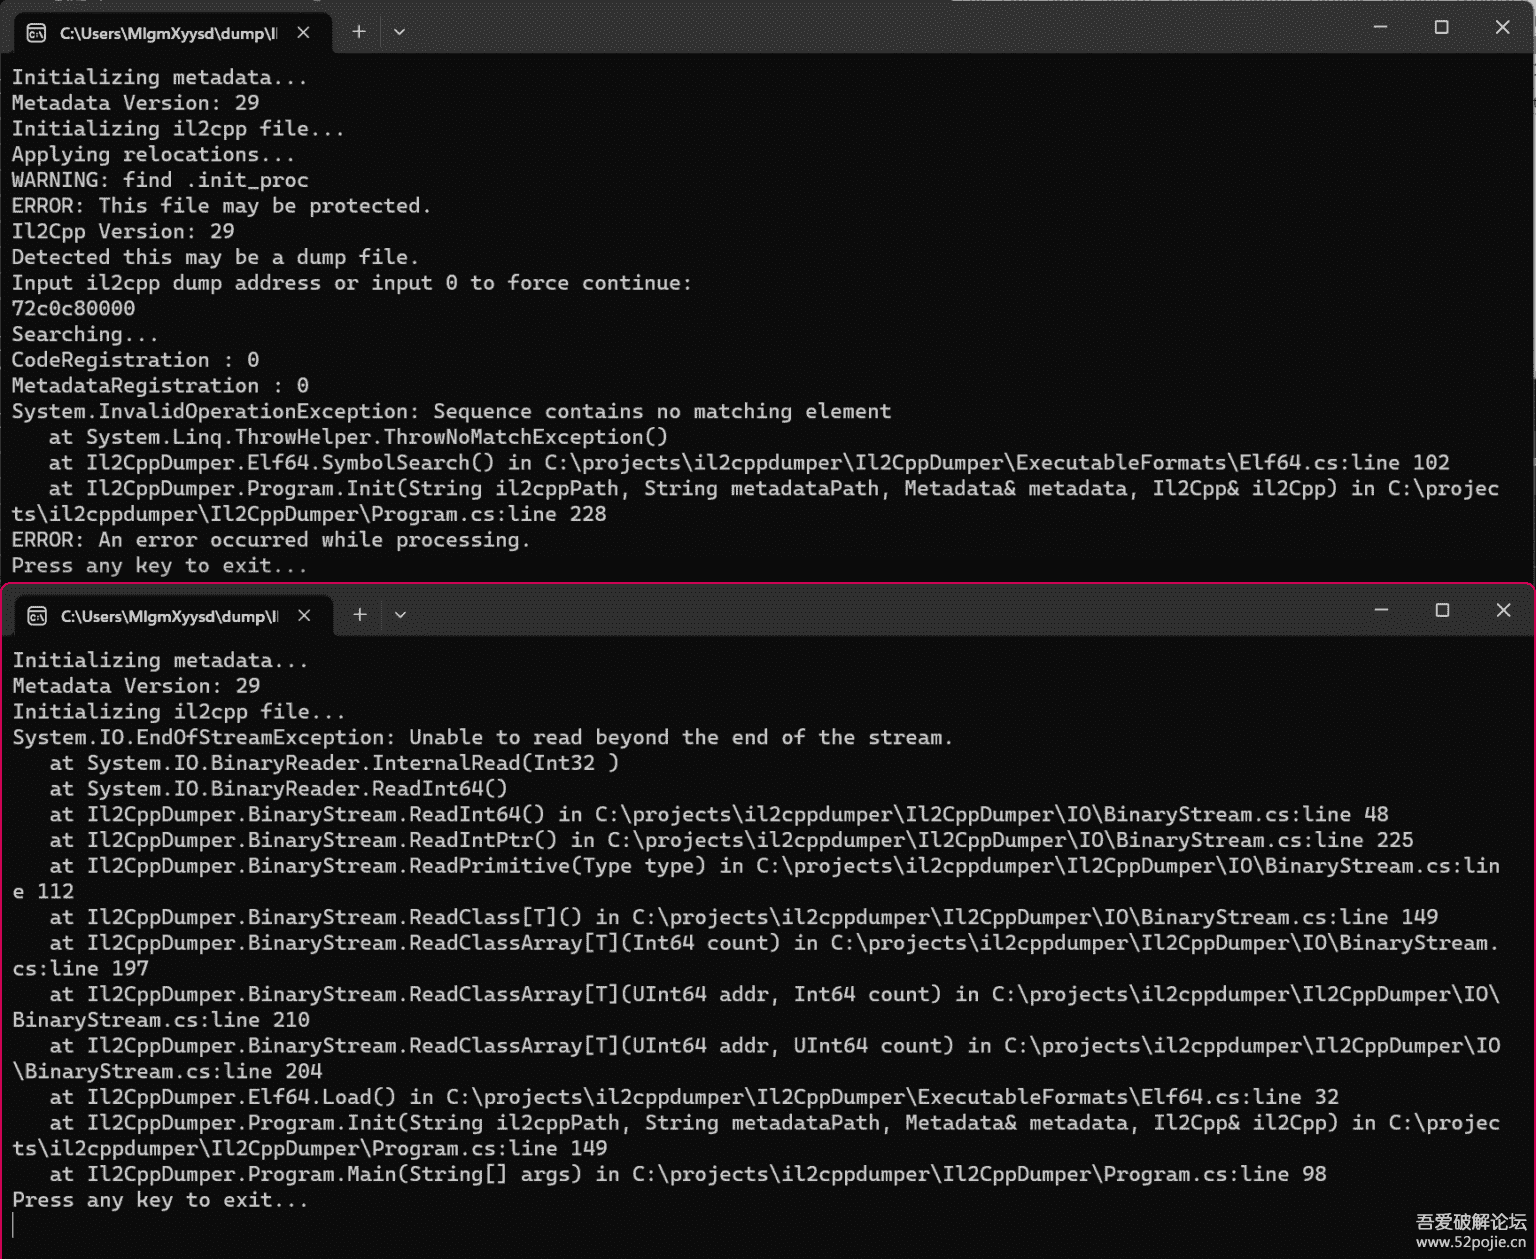 C:\Users\MlgmXyysd\dump\I
Initializing metadata...
Metadata Version: 29
Initializing il2cpp file...
Applying relocations...
WARNING: find .init_proc
ERROR: This file may be protected.
Il2Cpp Version: 29
Detected this may be a dump file.
Input il2cpp dump address or input 0 to force continue:
72c0c80000
Searching...
CodeRegistration : 0
MetadataRegistration : 0
System.InvalidOperationException: Sequence contains no matching element
   at System.Linq.ThrowHelper.ThrowNoMatchException()
   at Il2CppDumper.Elf64.SymbolSearch() in C:\projects\il2cppdumper\Il2CppDumper\ExecutableFormats\Elf64.cs:line 102
   at Il2CppDumper.Program.Init(String il2cppPath, String metadataPath, Metadata& metadata, Il2Cpp& il2Cpp) in C:\projec
ts\il2cppdumper\Il2CppDumper\Program.cs:line 228
ERROR: An error occurred while processing.
Press any key to exit...
C:\Users\MlgmXyysd\dump\I
Initializing metadata...
Metadata Version: 29
Initializing il2cpp file...
System.IO.EndOfStreamException: Unable to read beyond the end of the stream.
   at System.IO.BinaryReader.InternalRead(Int32 )
   at System.IO.BinaryReader.ReadInt64()
   at Il2CppDumper.BinaryStream.ReadInt64() in C:\projects\il2cppdumper\Il2CppDumper\IO\BinaryStream.cs:line 48
   at Il2CppDumper.BinaryStream.ReadIntPtr() in C:\projects\il2cppdumper\Il2CppDumper\IO\BinaryStream.cs:line 225
   at Il2CppDumper.BinaryStream.ReadPrimitive(Type type) in C:\projects\il2cppdumper\Il2CppDumper\IO\BinaryStream.cs:lin
e 112
   at Il2CppDumper.BinaryStream.ReadClass[T]() in C:\projects\il2cppdumper\Il2CppDumper\IO\BinaryStream.cs:line 149
   at Il2CppDumper.BinaryStream.ReadClassArray[T](Int64 count) in C:\projects\il2cppdumper\Il2CppDumper\IO\BinaryStream.
cs:line 197
   at Il2CppDumper.BinaryStream.ReadClassArray[T](UInt64 addr, Int64 count) in C:\projects\il2cppdumper\Il2CppDumper\IO\
BinaryStream.cs:line 210
   at Il2CppDumper.BinaryStream.ReadClassArray[T](UInt64 addr, UInt64 count) in C:\projects\il2cppdumper\Il2CppDumper\IO
\BinaryStream.cs:line 204
   at Il2CppDumper.Elf64.Load() in C:\projects\il2cppdumper\Il2CppDumper\ExecutableFormats\Elf64.cs:line 32
   at Il2CppDumper.Program.Init(String il2cppPath, String metadataPath, Metadata& metadata, Il2Cpp& il2Cpp) in C:\projec
ts\il2cppdumper\Il2CppDumper\Program.cs:line 149
   at Il2CppDumper.Program.Main(String[] args) in C:\projects\il2cppdumper\Il2CppDumper\Program.cs:line 98
Press any key to exit...
吾爱破解论坛
www.52pojie.cn